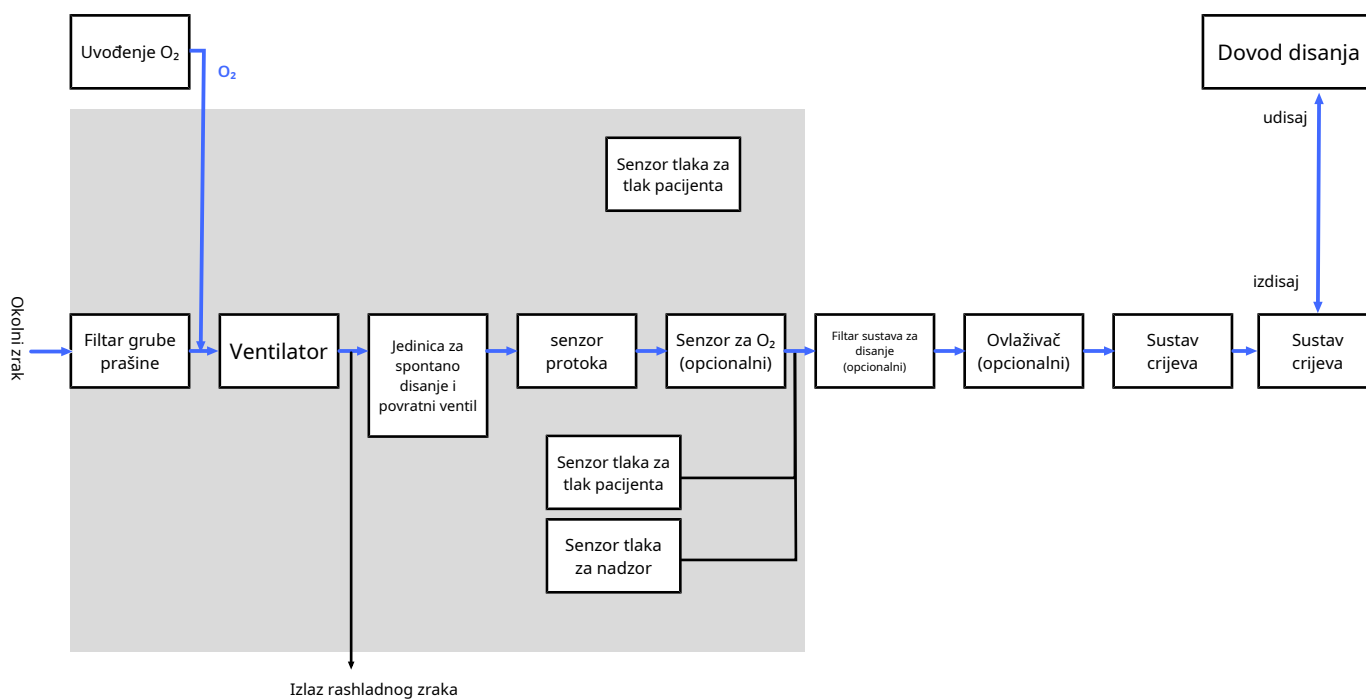 Uvođenje O₂
O₂
Dovod disanja
udisaj
izdisaj
Senzor tlaka za
tlak pacijenta
Okolni zrak
Filtar grube
prašine
Ventilator
Jedinica za
spontano
disanje i
povratni ventil
senzor
protoka
Senzor za O₂
(opcionalni)
Filtar sustava za
disanje
(opcionalni)
Ovlaživač
(opcionalni)
Sustav
crijeva
Sustav
crijeva
Senzor tlaka za
tlak pacijenta
Senzor tlaka
za nadzor
Izlaz rashladnog zraka